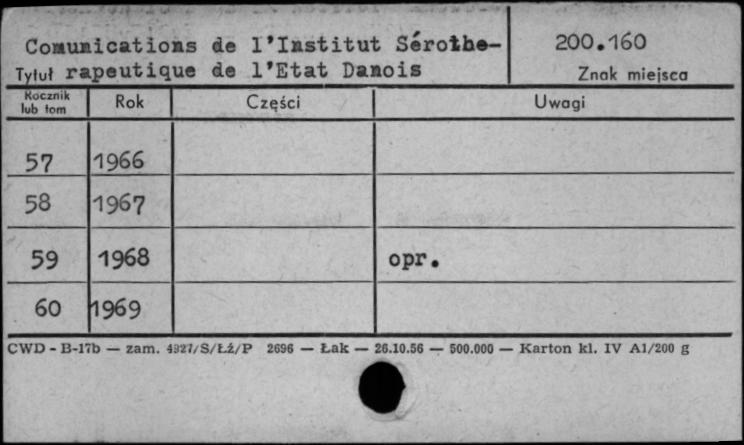 Comunications de l'Institut Sérothe- 200.160
Tytuł rapeutique de l'Etat Danois Znak miejsca
Rocznik lub tom Rok Części Uwagi
57 1966
58 1967
59 1968 opr.
60 1969
CWD - B-17b — zam. 4927/S/Łź/P 2696 — Łak — 26.10.56 — 500.000 — Karton kl. IV A1/200 g